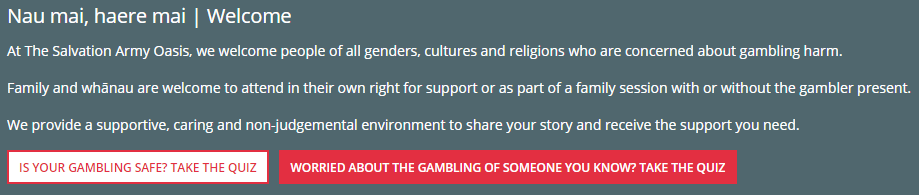 Nau mai, haere mai | Welcome
At The Salvation Army Oasis, we welcome people of all genders, cultures and religions who are concerned about gambling harm.
Family and whānau are welcome to attend in their own right for support or as part of a family session with or without the gambler present.
We provide a supportive, caring and non-judgemental environment to share your story and receive the support you need.
IS YOUR GAMBLING SAFE? TAKE THE QUIZ WORRIED ABOUT THE GAMBLING OF SOMEONE YOU KNOW? TAKE THE QUIZ